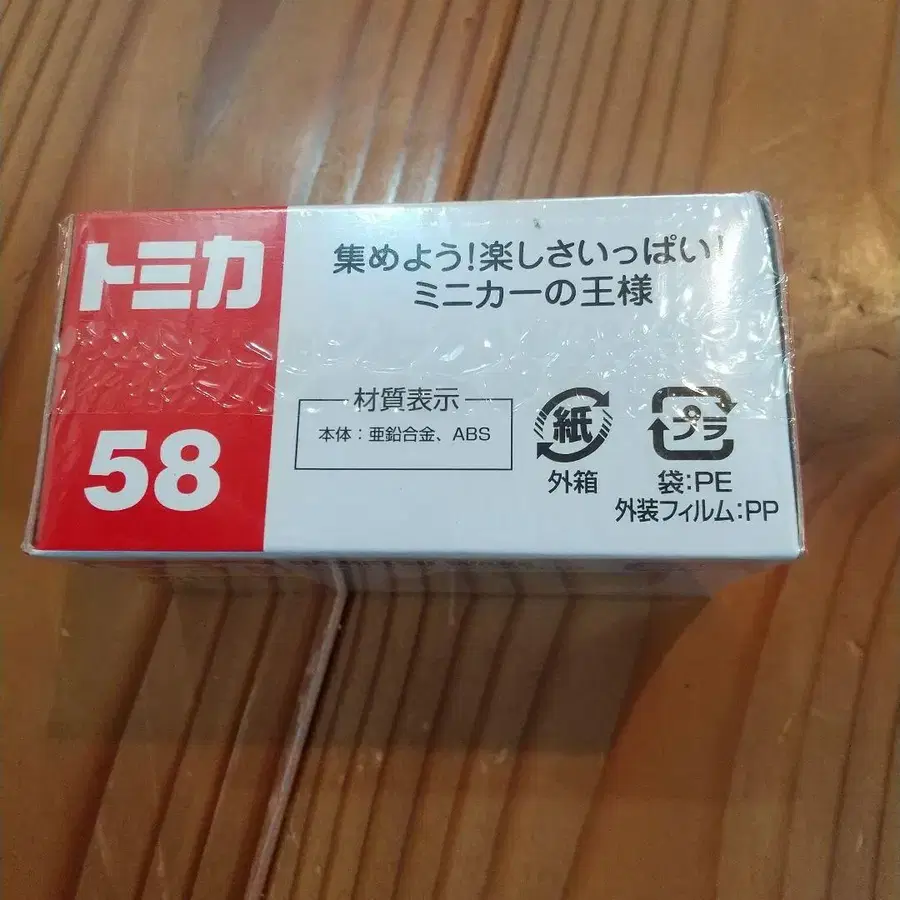 トミカ
58
集めよう!楽しさいっぱい!
ミニカーの王様
材質表示
本体:亜鉛合金、ABS
紙
外箱
プラ
袋:PE
外装フィルム:PP